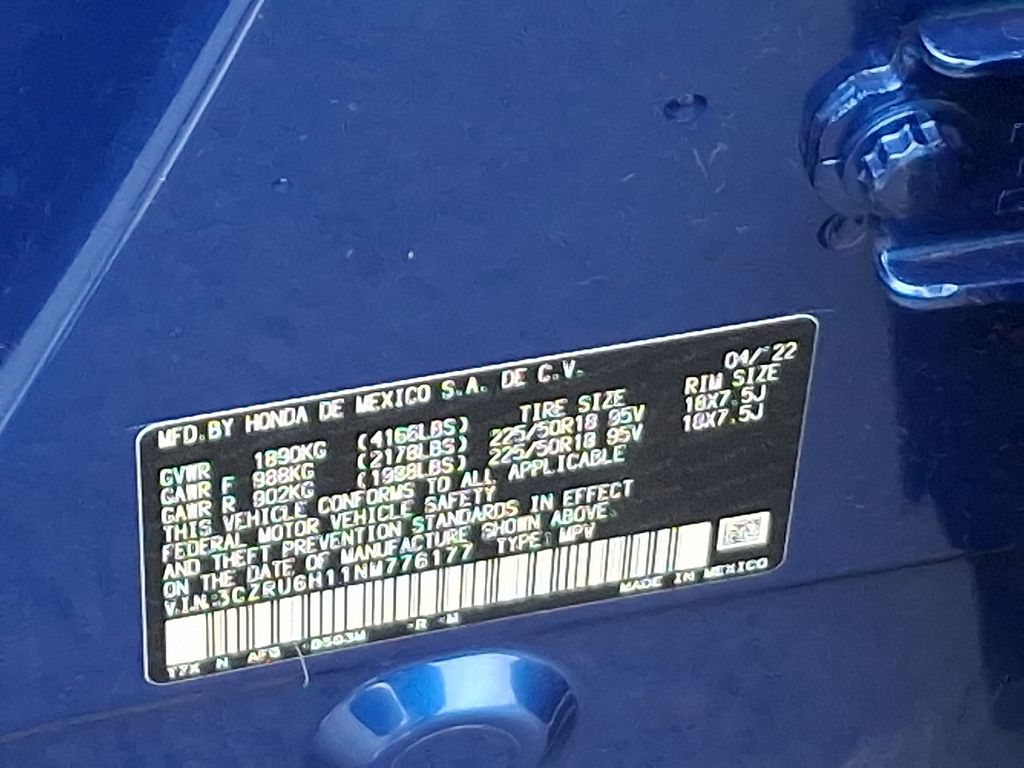 MFD.BY HONDA DE MEXICO S.A. DE C.V. 04/ 22
TIRE SIZE RIM SIZE
GVWR 1890KG (4166LBS)
GAWR F 988KG (2178LBS) 225/50R18 95V 18X7.5J
GAWR R 902KG (1988LBS) 225/50R18 95V 18X7.5J
THIS VEHICLE CONFORMS TO ALL APPLICABLE
FEDERAL MOTOR VEHICLE SAFETY
AND THEFT PREVENTION STANDARDS IN EFFECT
ON THE DATE OF MANUFACTURE SHOWN ABOVE
V.I.N:3CZRU6H11NM776177 TYPE: MPV
MADE IN MEXICO